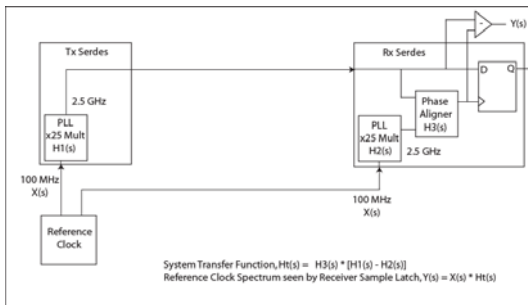 Tx Serdes
2.5 GHz
PLL
x25 Mult
H1(s)
100 MHz
X(s)
Reference
Clock
Rx Serdes
-
Y(s)
D
Q
Phase
Aligner
H3(s)
PLL
x25 Mult
H2(s)
2.5 GHz
100 MHz
X(s)
System Transfer Function, Ht(s) = H3(s) * [H1(s) - H2(s)]
Reference Clock Spectrum seen by Receiver Sample Latch, Y(s) = X(s) * Ht(s)